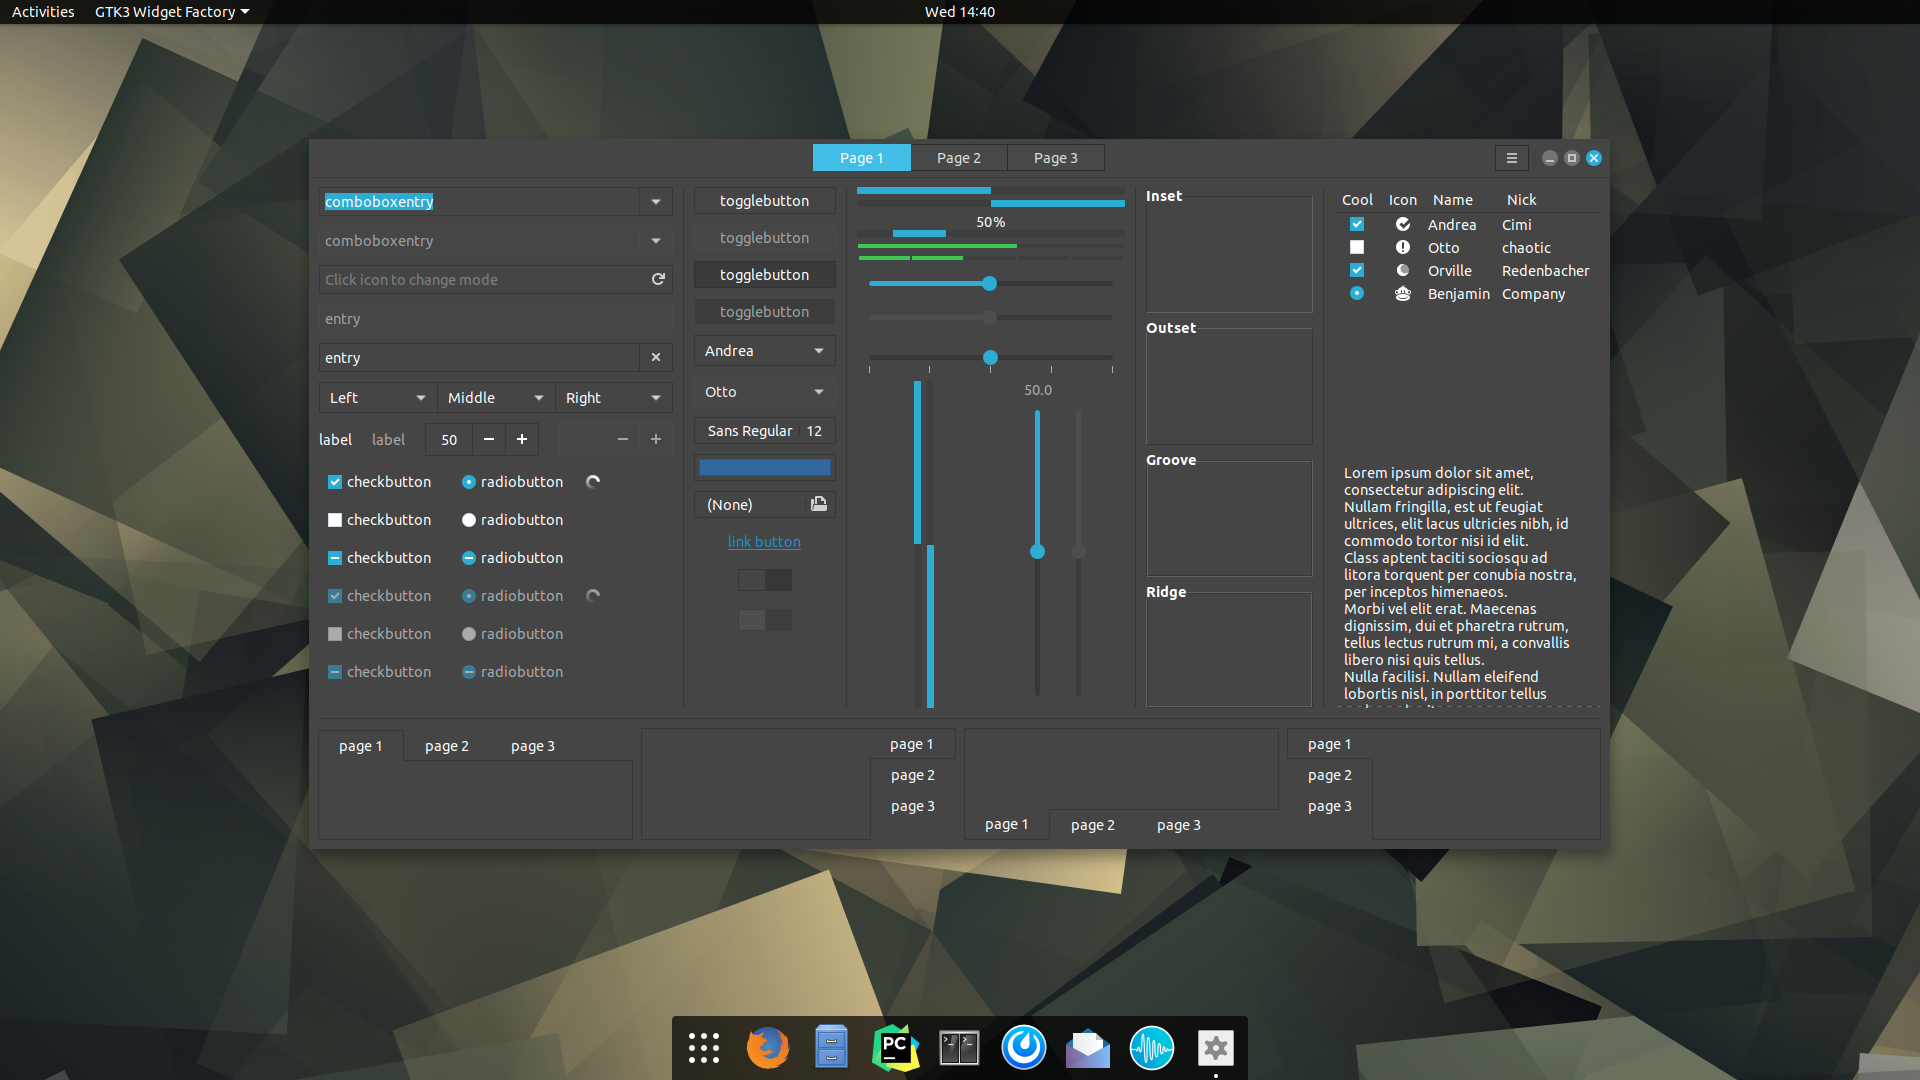 Activities GTK3 Widget Factory Wed 14:40
Page 1 Page 2 Page 3
comboboxentry
comboboxentry
Click icon to change mode
entry
entry
Left Middle Right
label label 50
checkbutton radiobutton
checkbutton radiobutton
checkbutton radiobutton
checkbutton radiobutton
checkbutton radiobutton
checkbutton radiobutton
togglebutton
togglebutton
togglebutton
togglebutton
Andrea
Otto
Sans Regular 12
(None)
link button
50%
50.0
Inset
Outset
Groove
Ridge
Cool Icon Name Nick
Andrea Cimi
Otto chaotic
Orville Redenbacher
Benjamin Company
Lorem ipsum dolor sit amet,
consectetur adipiscing elit.
Nullam fringilla, est ut feugiat
ultrices, elit lacus ultricies nibh, id
commodo tortor nisi id elit.
Class aptent taciti sociosqu ad
litora torquent per conubia nostra,
per inceptos himenaeos.
Morbi vel elit erat. Maecenas
dignissim, dui et pharetra rutrum,
tellus lectus rutrum mi, a convallis
libero nisi quis tellus.
Nulla facilisi. Nullam eleifend
lobortis nisl, in porttitor tellus
page 1 page 2 page 3
page 1
page 2
page 3
page 1 page 2 page 3
page 1
page 2
page 3
PC